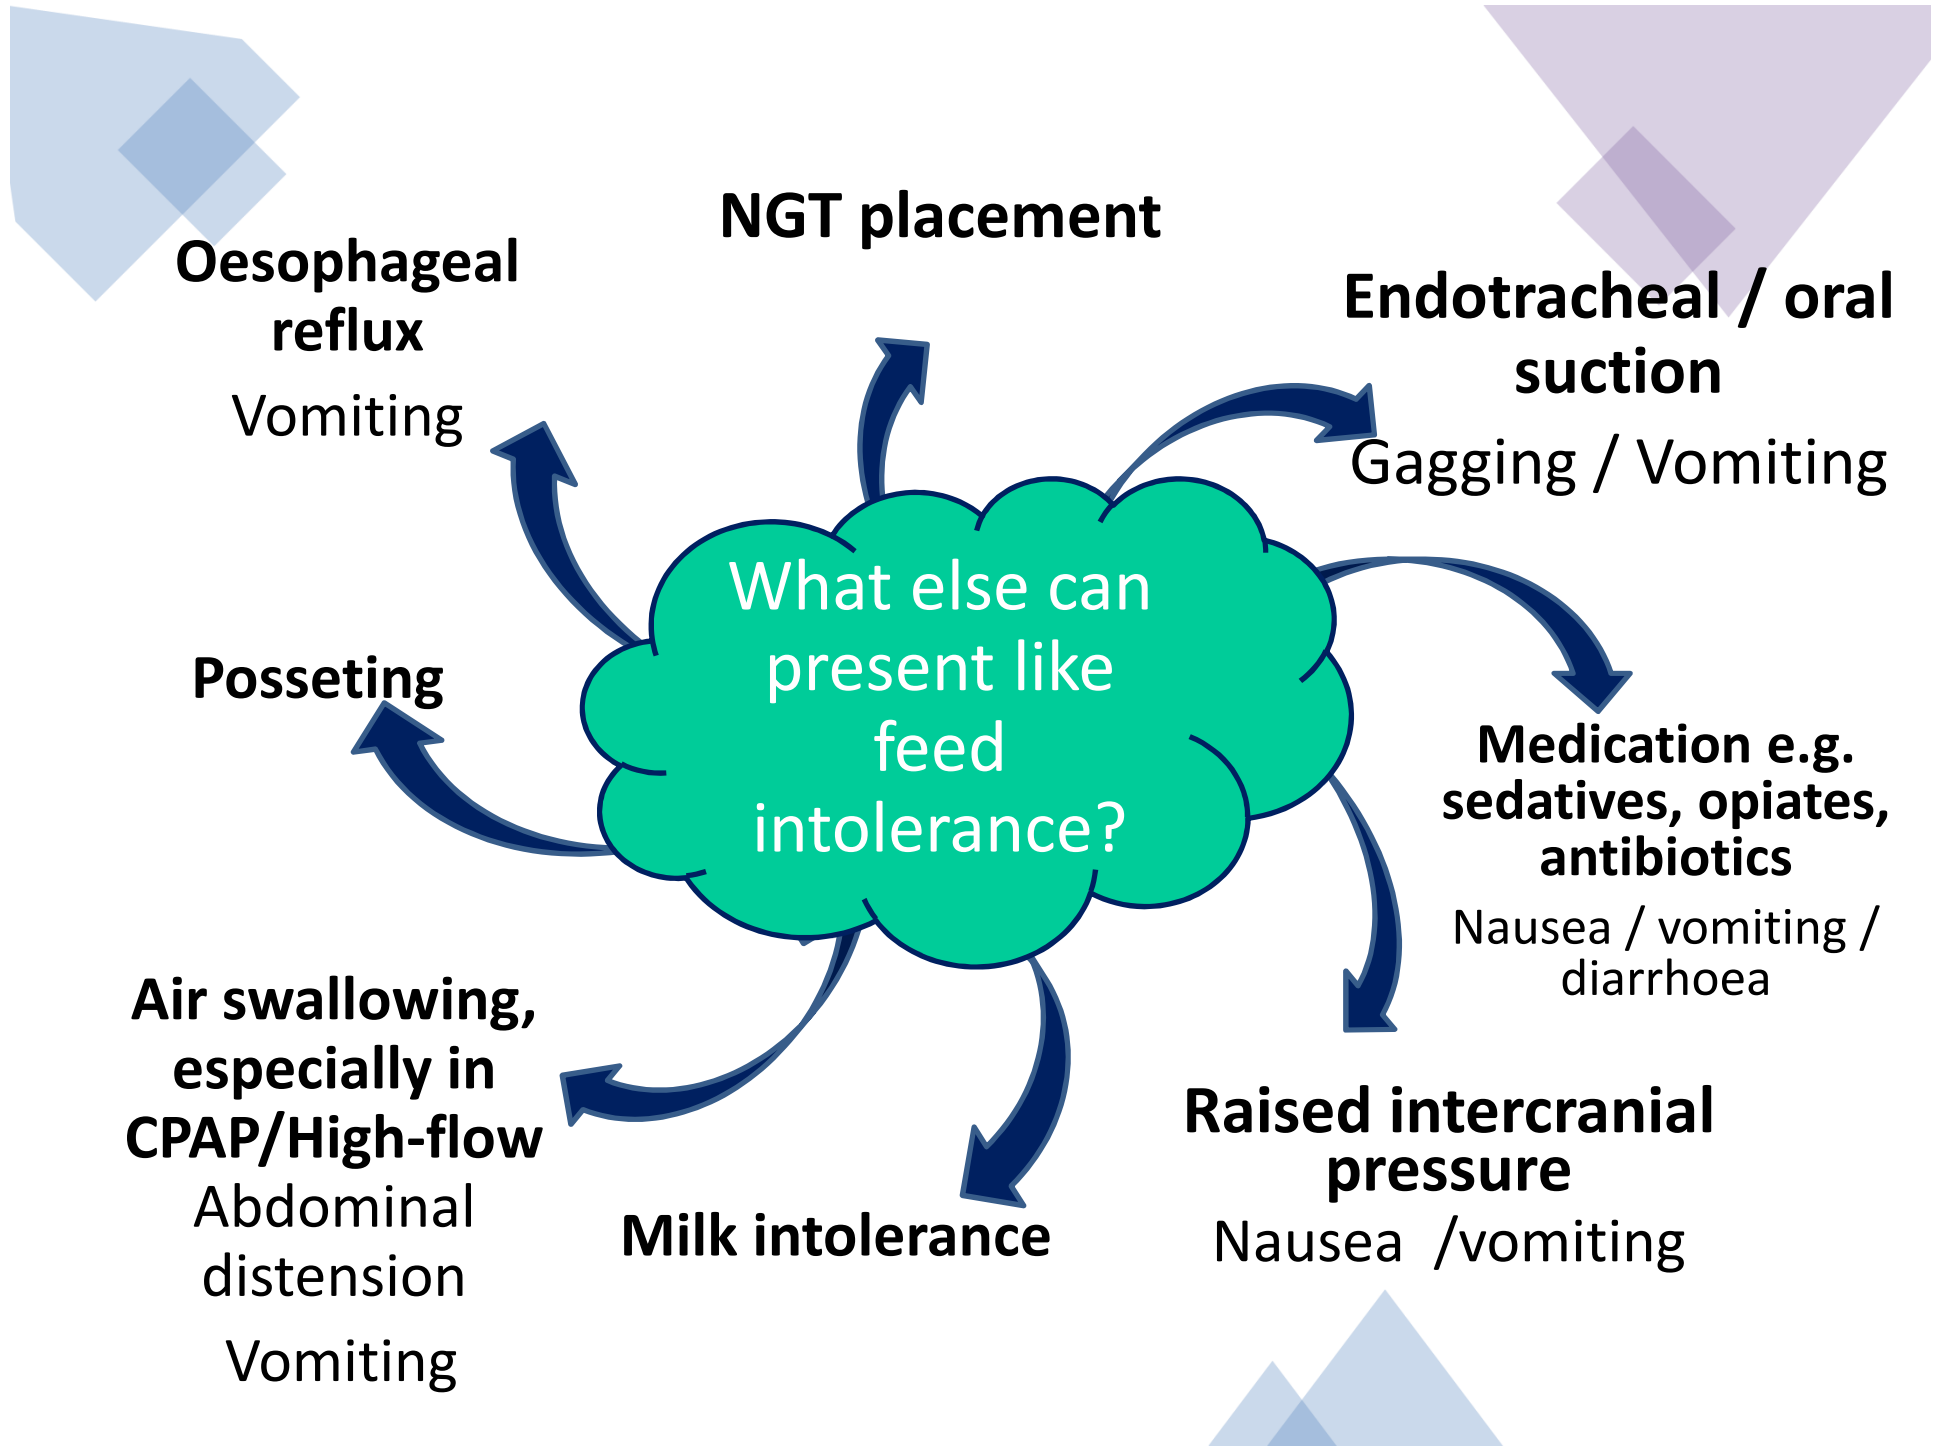 What else can
present like
feed
intolerance?
NGT placement
Endotracheal / oral
suction
Gagging / Vomiting
Medication e.g.
sedatives, opiates,
antibiotics
Nausea / vomiting /
diarrhoea
Raised intercranial
pressure
Nausea  /vomiting
Milk intolerance
Air swallowing,
especially in
CPAP/High-flow
Abdominal
distension
Vomiting
Posseting
Oesophageal
reflux
Vomiting